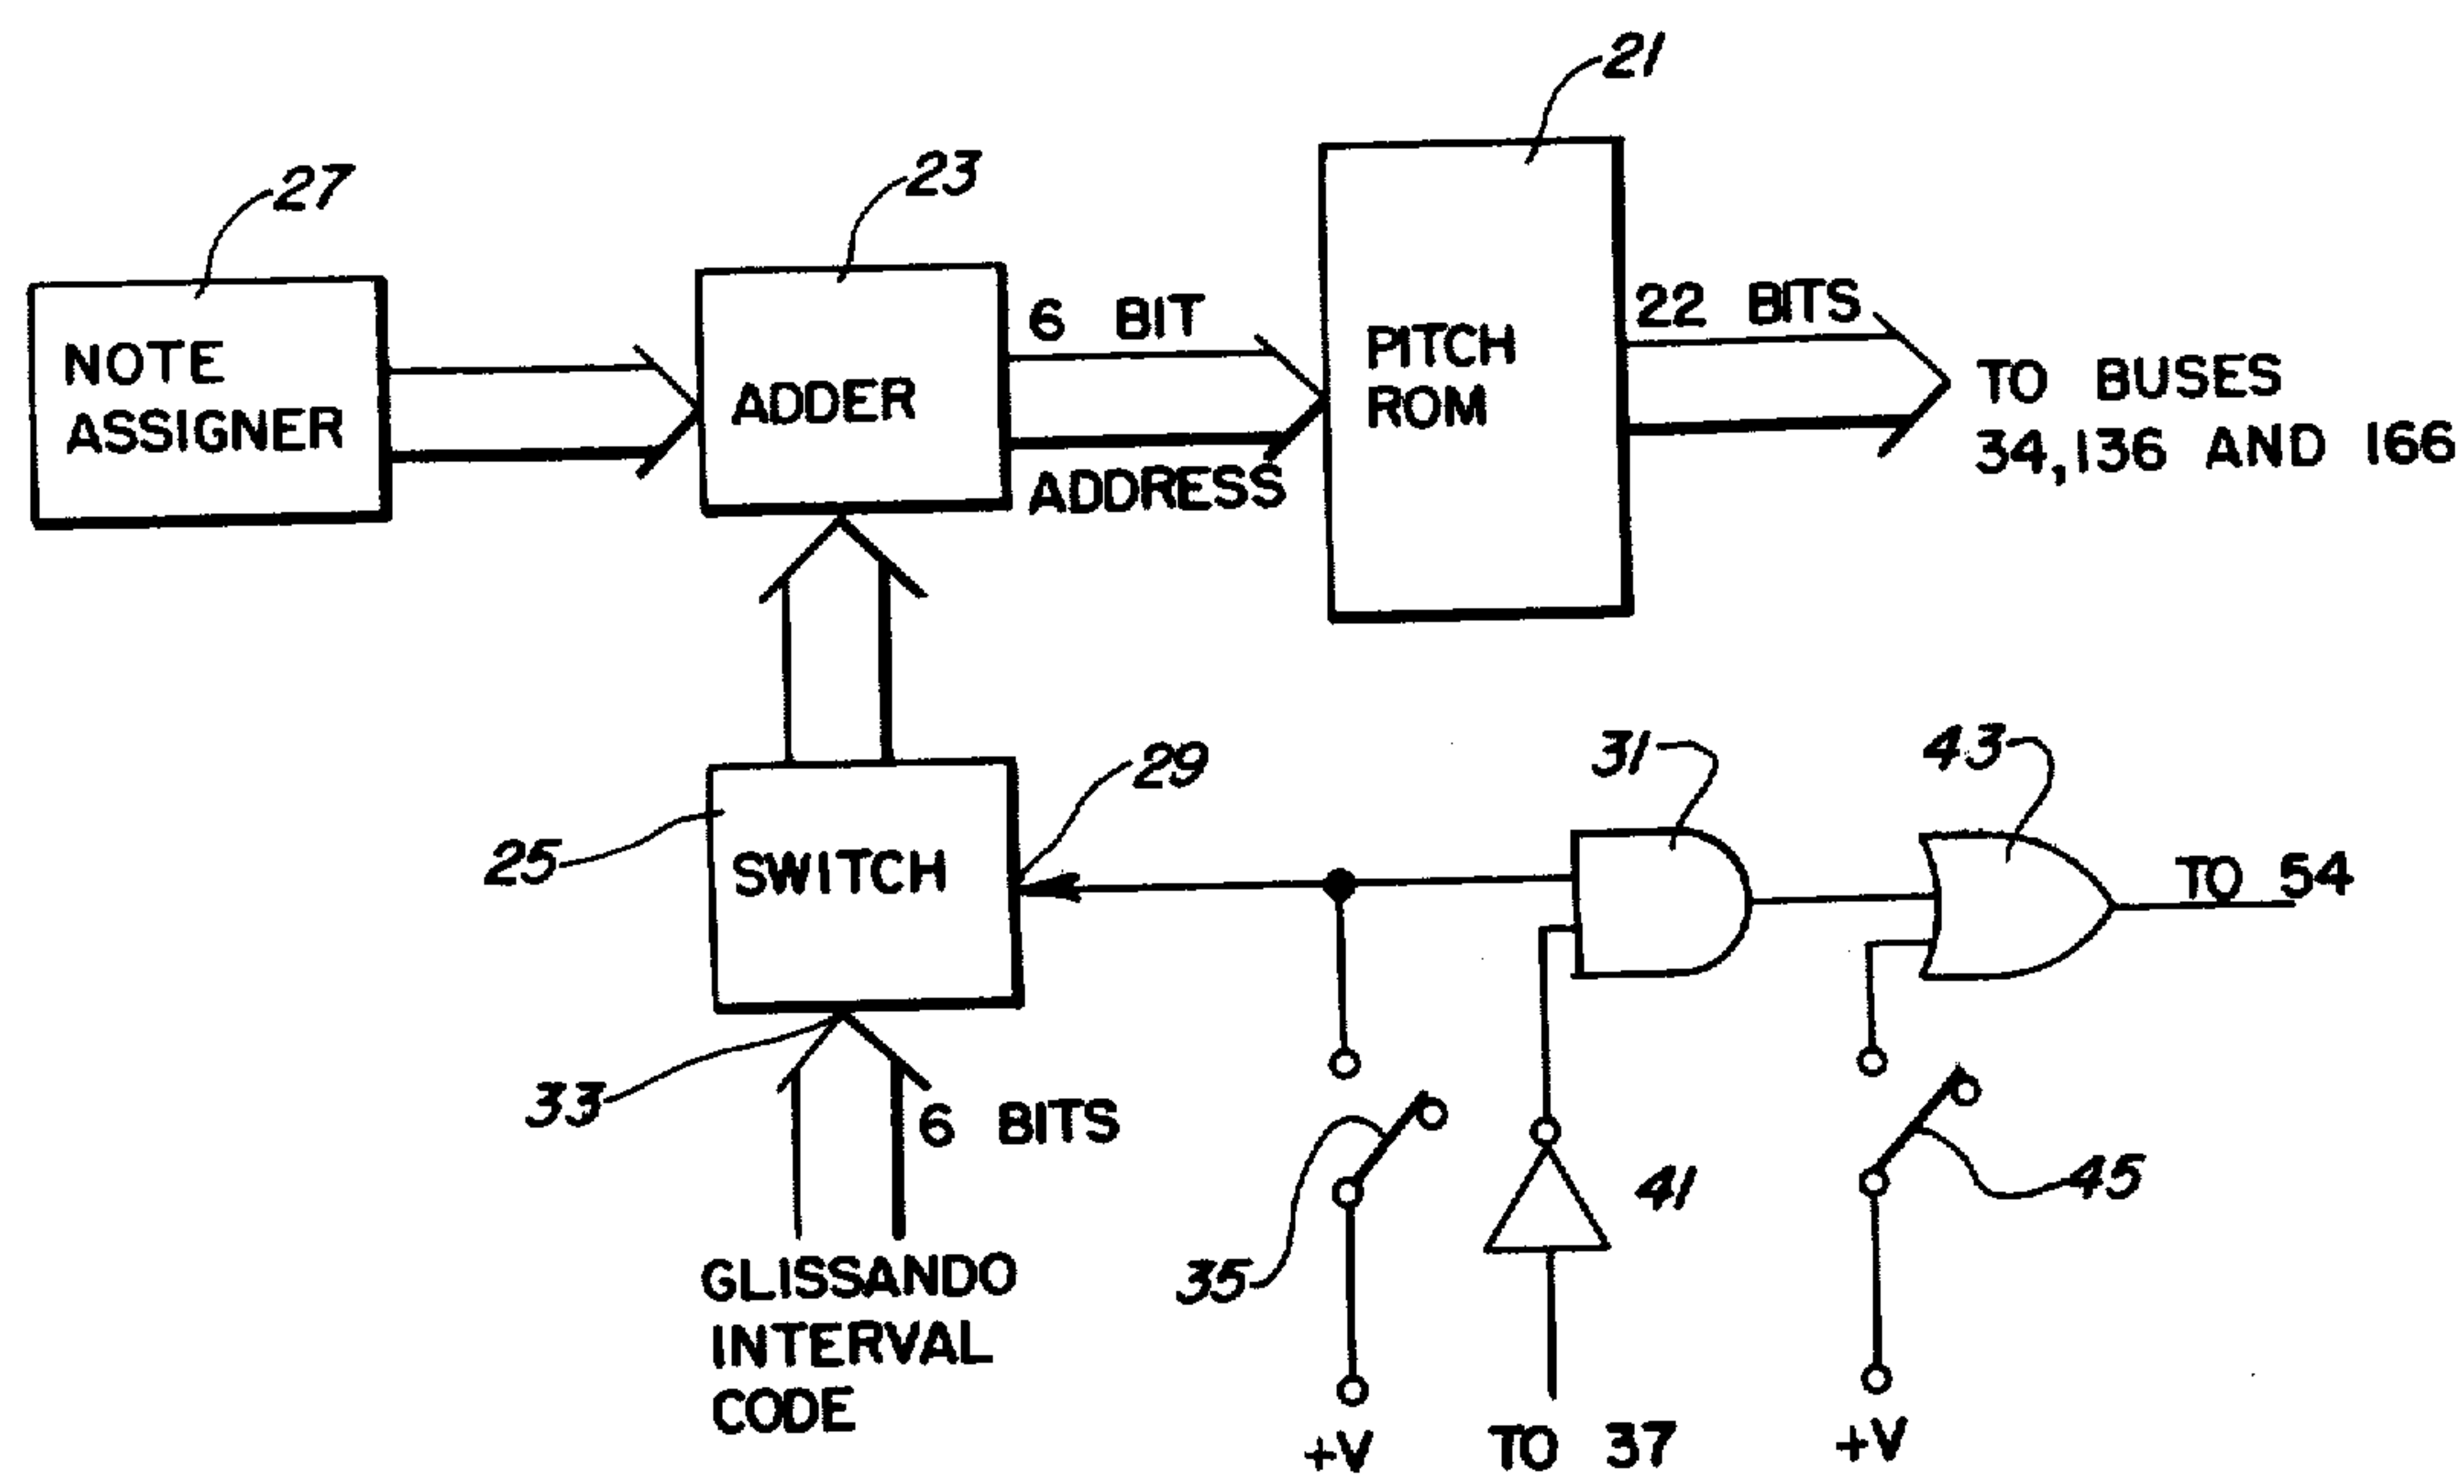 21
27
23
NOTE
ASSIGNER
ADDER
6 BIT
ADDRESS
PITCH
ROM
22 BITS
TO BUSES
34,136 AND 166
25
SWITCH
29
31
43
TO 54
33
6 BITS
GLISSANDO
INTERVAL
CODE
35
+V
41
TO 37
45
+V